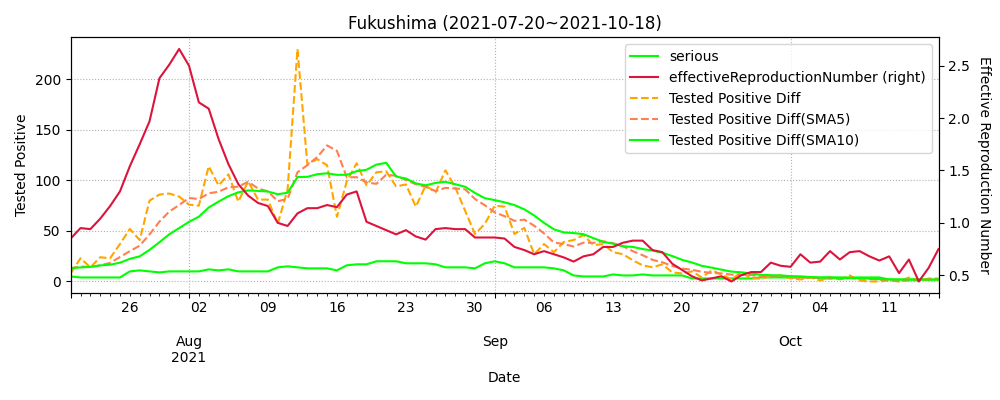 Fukushima (2021-07-20~2021-10-18)
serious
effectiveReproductionNumber (right)
Tested Positive Diff
Tested Positive Diff(SMA5)
Tested Positive Diff(SMA10)
Tested Positive
200
150
100
50
0
2.5
2.0
1.5
1.0
0.5
Effective Reproduction Number
26 02 09 16 23 30 06 13 20 27 04 11
Aug Sep Oct
2021
Date